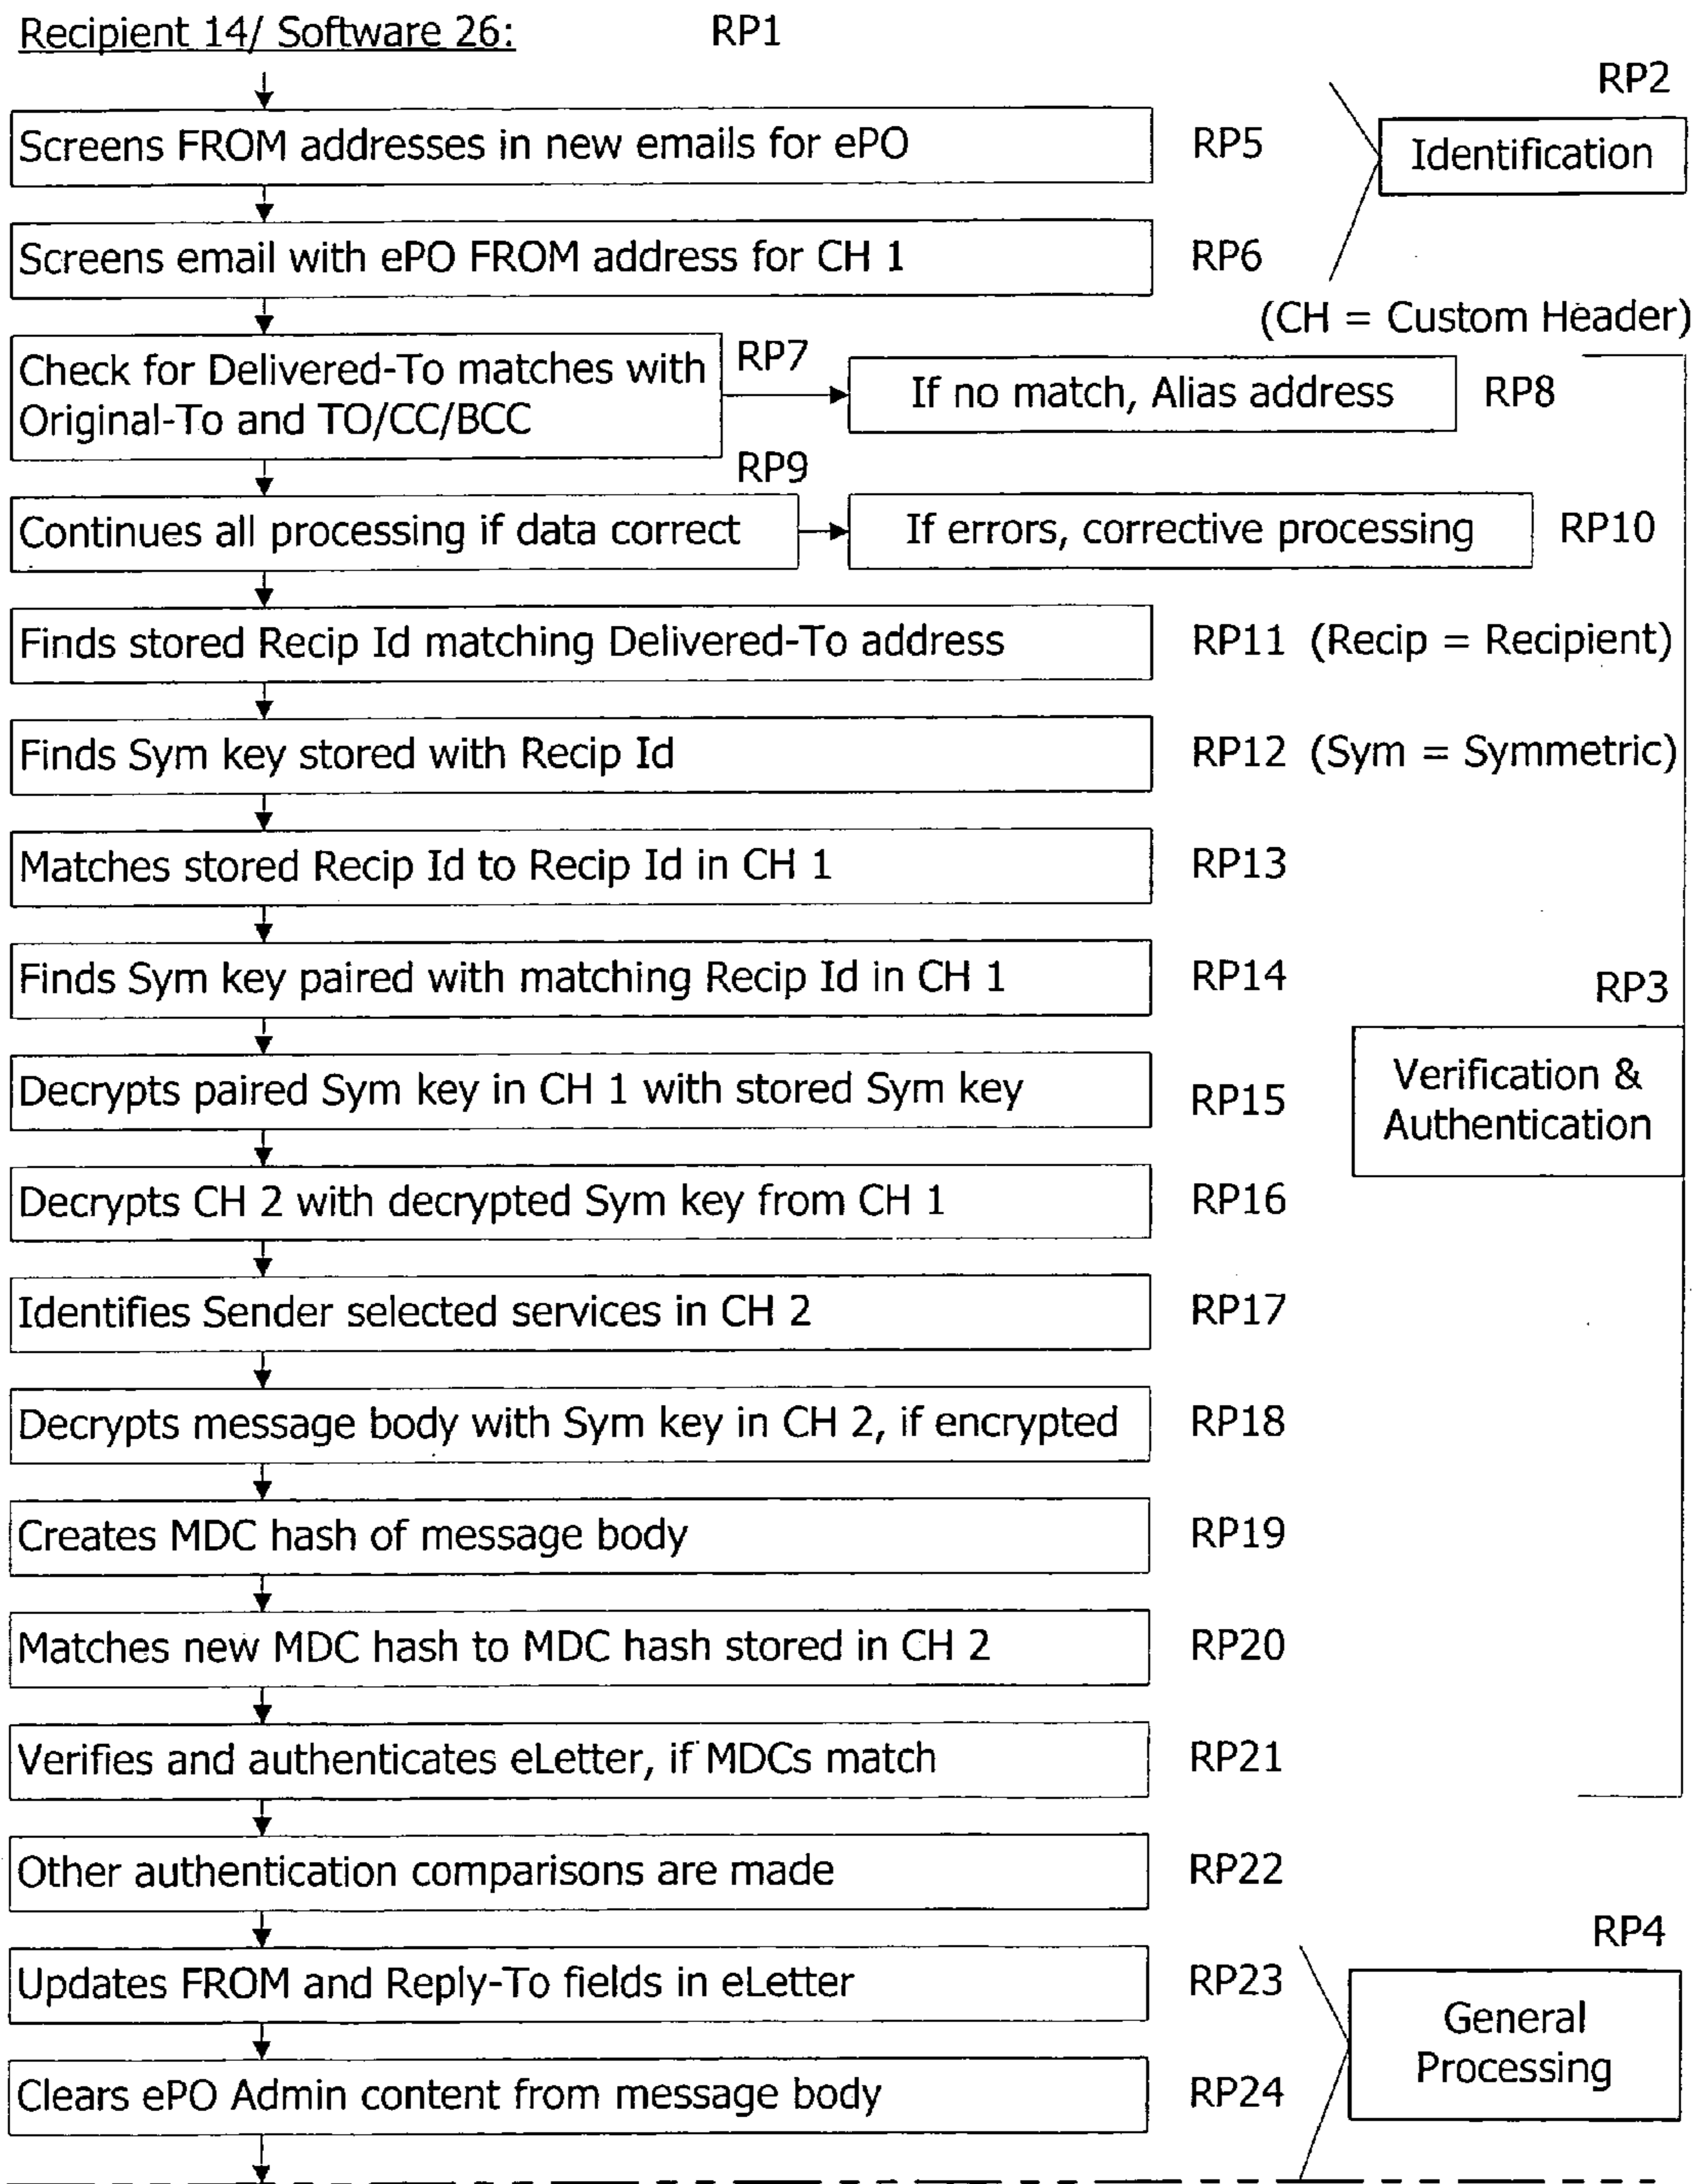 Recipient 14/ Software 26: RP1
RP2
Screens FROM addresses in new emails for ePO RP5
Identification
Screens email with ePO FROM address for CH 1 RP6
(CH = Custom Header)
Check for Delivered-To matches with
Original-To and TO/CC/BCC
RP7
If no match, Alias address RP8
RP9
Continues all processing if data correct
If errors, corrective processing RP10
Finds stored Recip Id matching Delivered-To address RP11 (Recip = Recipient)
Finds Sym key stored with Recip Id RP12 (Sym = Symmetric)
Matches stored Recip Id to Recip Id in CH 1 RP13
Finds Sym key paired with matching Recip Id in CH 1 RP14
RP3
Verification &
Authentication
Decrypts paired Sym key in CH 1 with stored Sym key RP15
Decrypts CH 2 with decrypted Sym key from CH 1 RP16
Identifies Sender selected services in CH 2 RP17
Decrypts message body with Sym key in CH 2, if encrypted RP18
Creates MDC hash of message body RP19
Matches new MDC hash to MDC hash stored in CH 2 RP20
Verifies and authenticates eLetter, if MDCs match RP21
Other authentication comparisons are made RP22
RP4
Updates FROM and Reply-To fields in eLetter RP23
General
Processing
Clears ePO Admin content from message body RP24